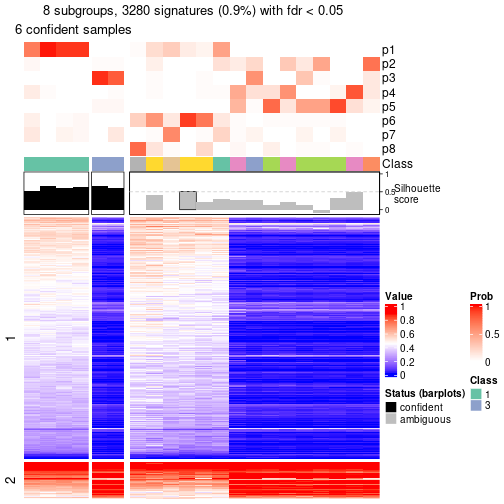 8 subgroups, 3280 signatures (0.9%) with fdr < 0.05
6 confident samples
p1
p2
p3
p4
p5
p6
p7
p8
Class
1
0.5
0
Silhouette
score
1
2
Value
1
0.8
0.6
0.4
0.2
0
Status (barplots)
confident
ambiguous
Prob
1
0.5
0
Class
1
3